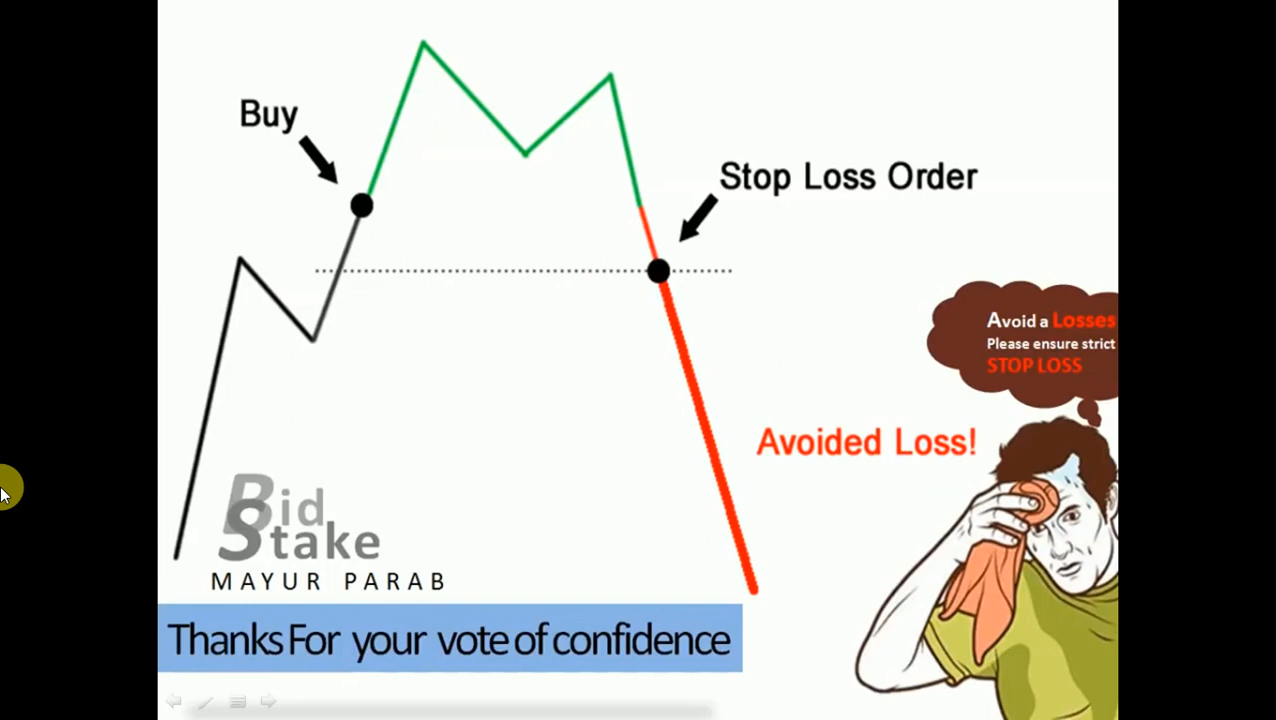 Buy
Stop Loss Order
Avoid a Losses
Please ensure strict
STOP LOSS
Avoided Loss!
Bid
Stake
MAYUR PARAB
Thanks For your vote of confidence